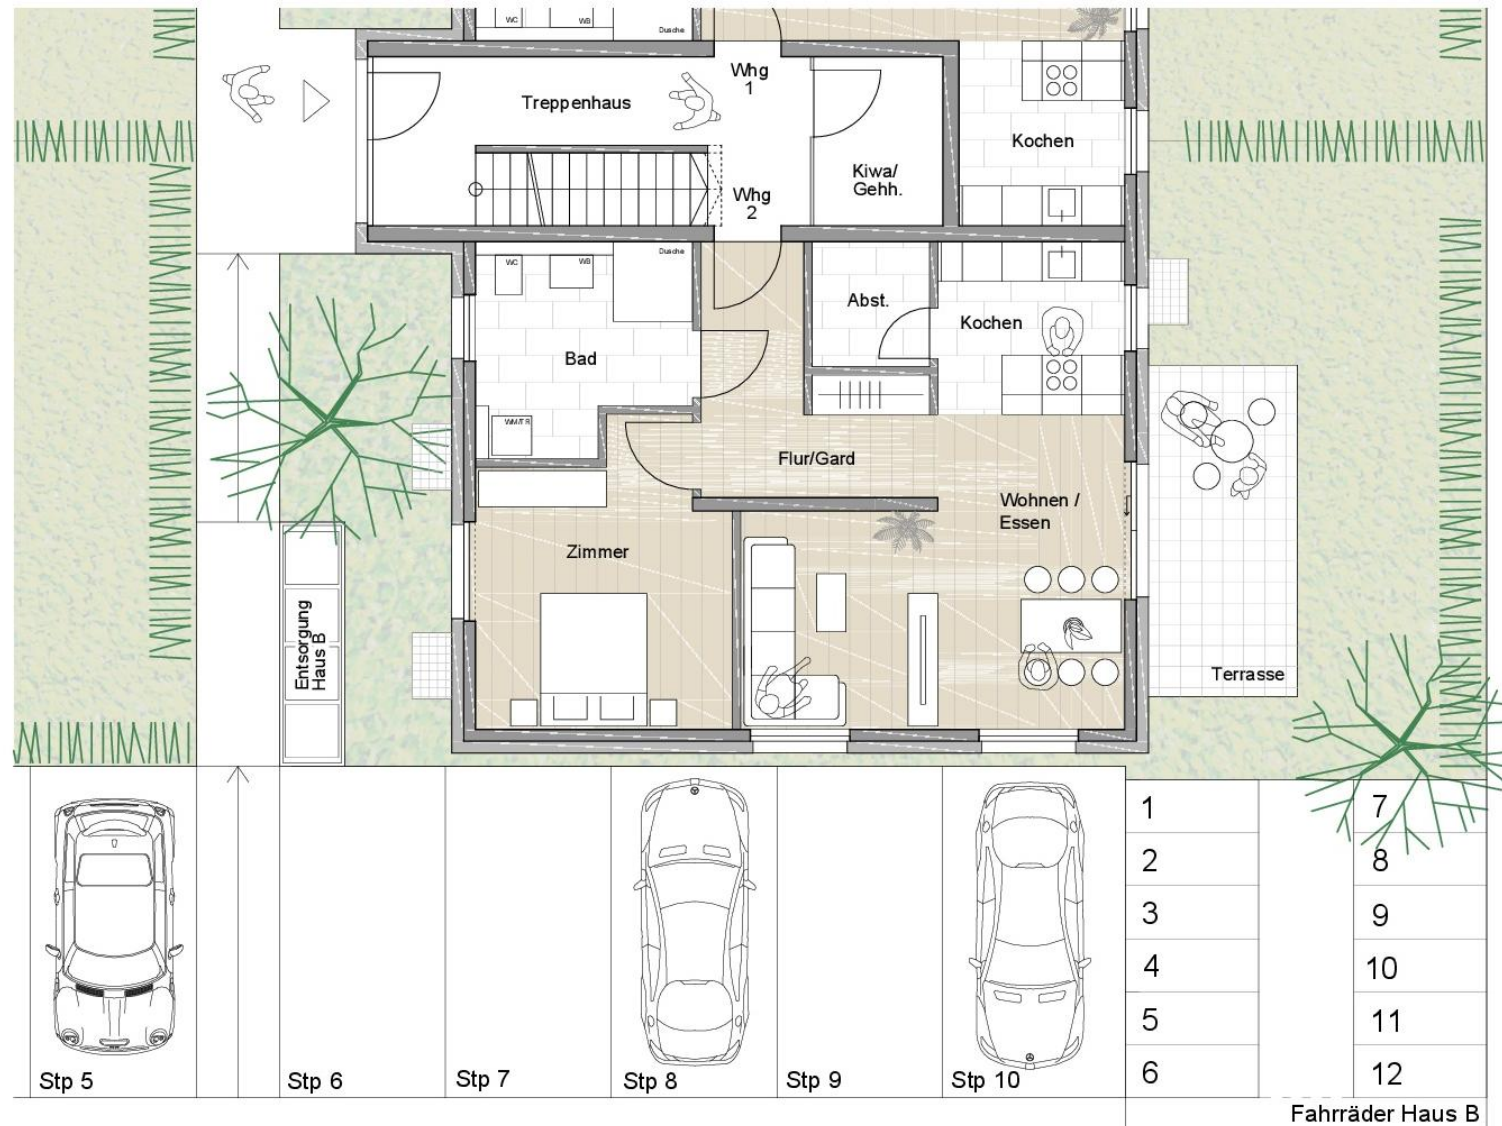 WC
WB
Dusche
Whg
1
Treppenhaus
Kochen
Kiwa/
Gehh.
Whg
2
WC
WB
Dusche
Abst.
Kochen
Bad
WM/TR
Flur/Gard
Wohnen /
Essen
Zimmer
Entsorgung
Haus B
Terrasse
1
7
2
8
3
9
4
10
5
11
6
12
Stp 5
Stp 6
Stp 7
Stp 8
Stp 9
Stp 10
Fahrräder Haus B